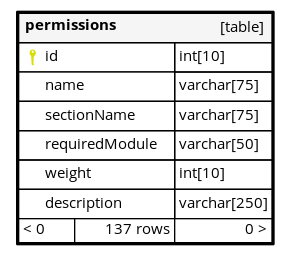 permissions [table]
id int[10]
name varchar[75]
sectionName varchar[75]
requiredModule varchar[50]
weight int[10]
description varchar[250]
< 0 137 rows 0 >